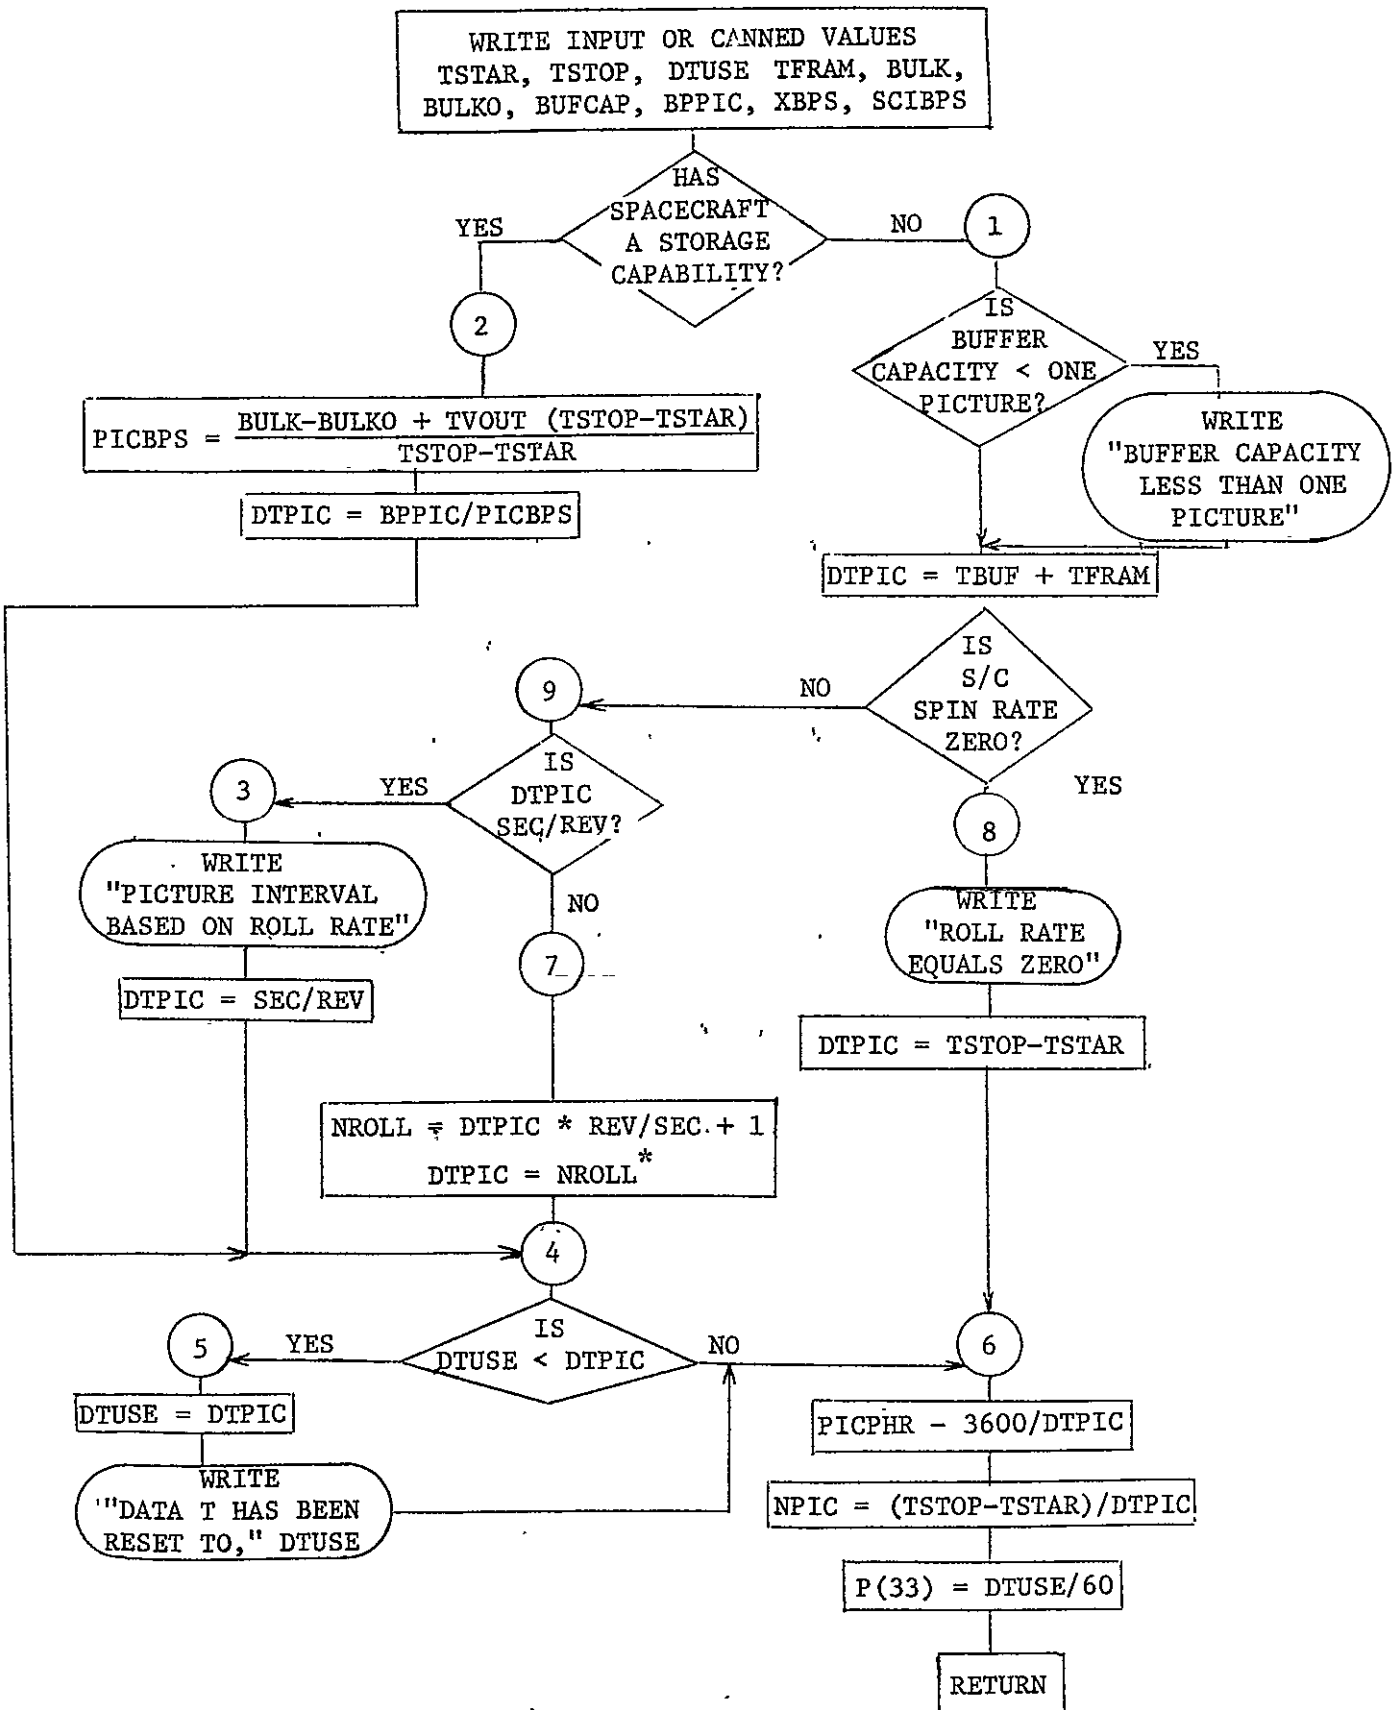 WRITE INPUT OR CANNED VALUES
TSTAR, TSTOP, DTUSE TFRAM, BULK,
BULKO, BUFCAP, BPPIC, XBPS, SCIBPS
HAS
SPACECRAFT
A STORAGE
CAPABILITY?
YES
NO
1
2
IS
BUFFER
CAPACITY < ONE
PICTURE?
YES
WRITE
"BUFFER CAPACITY
LESS THAN ONE
PICTURE"
PICBPS = BULK-BULKO + TVOUT (TSTOP-TSTAR)
TSTOP-TSTAR
DTPIC = BPPIC/PICBPS
DTPIC = TBUF + TFRAM
IS
S/C
SPIN RATE
ZERO?
NO
YES
9
IS
DTPIC
SEC/REV?
YES
NO
3
WRITE
"PICTURE INTERVAL
BASED ON ROLL RATE"
DTPIC = SEC/REV
8
WRITE
"ROLL RATE
EQUALS ZERO"
DTPIC = TSTOP-TSTAR
7
NROLL = DTPIC * REV/SEC + 1
DTPIC = NROLL*
4
IS
DTUSE < DTPIC
YES
NO
5
DTUSE = DTPIC
WRITE
"DATA T HAS BEEN
RESET TO," DTUSE
6
PICPHR - 3600/DTPIC
NPIC = (TSTOP-TSTAR)/DTPIC
P(33) = DTUSE/60
RETURN